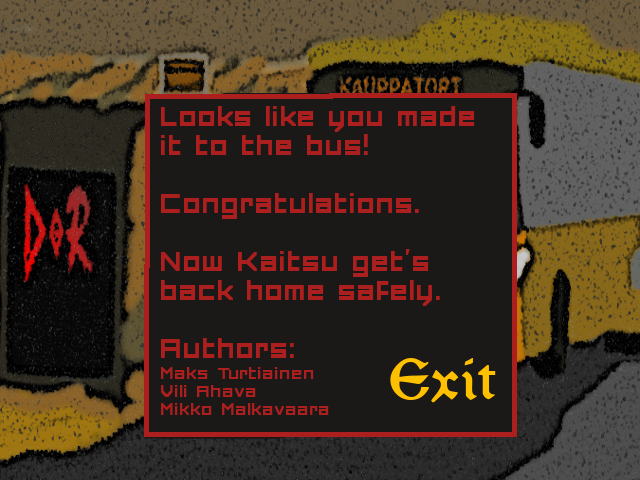 KAUPPATORI
Looks like you made
it to the bus!
Congratulations.
Now Kaitsu get's
back home safely.
Authors:
Maks Turtiainen
Vili Ahava
Mikko Malkavaara
Exit
DoR